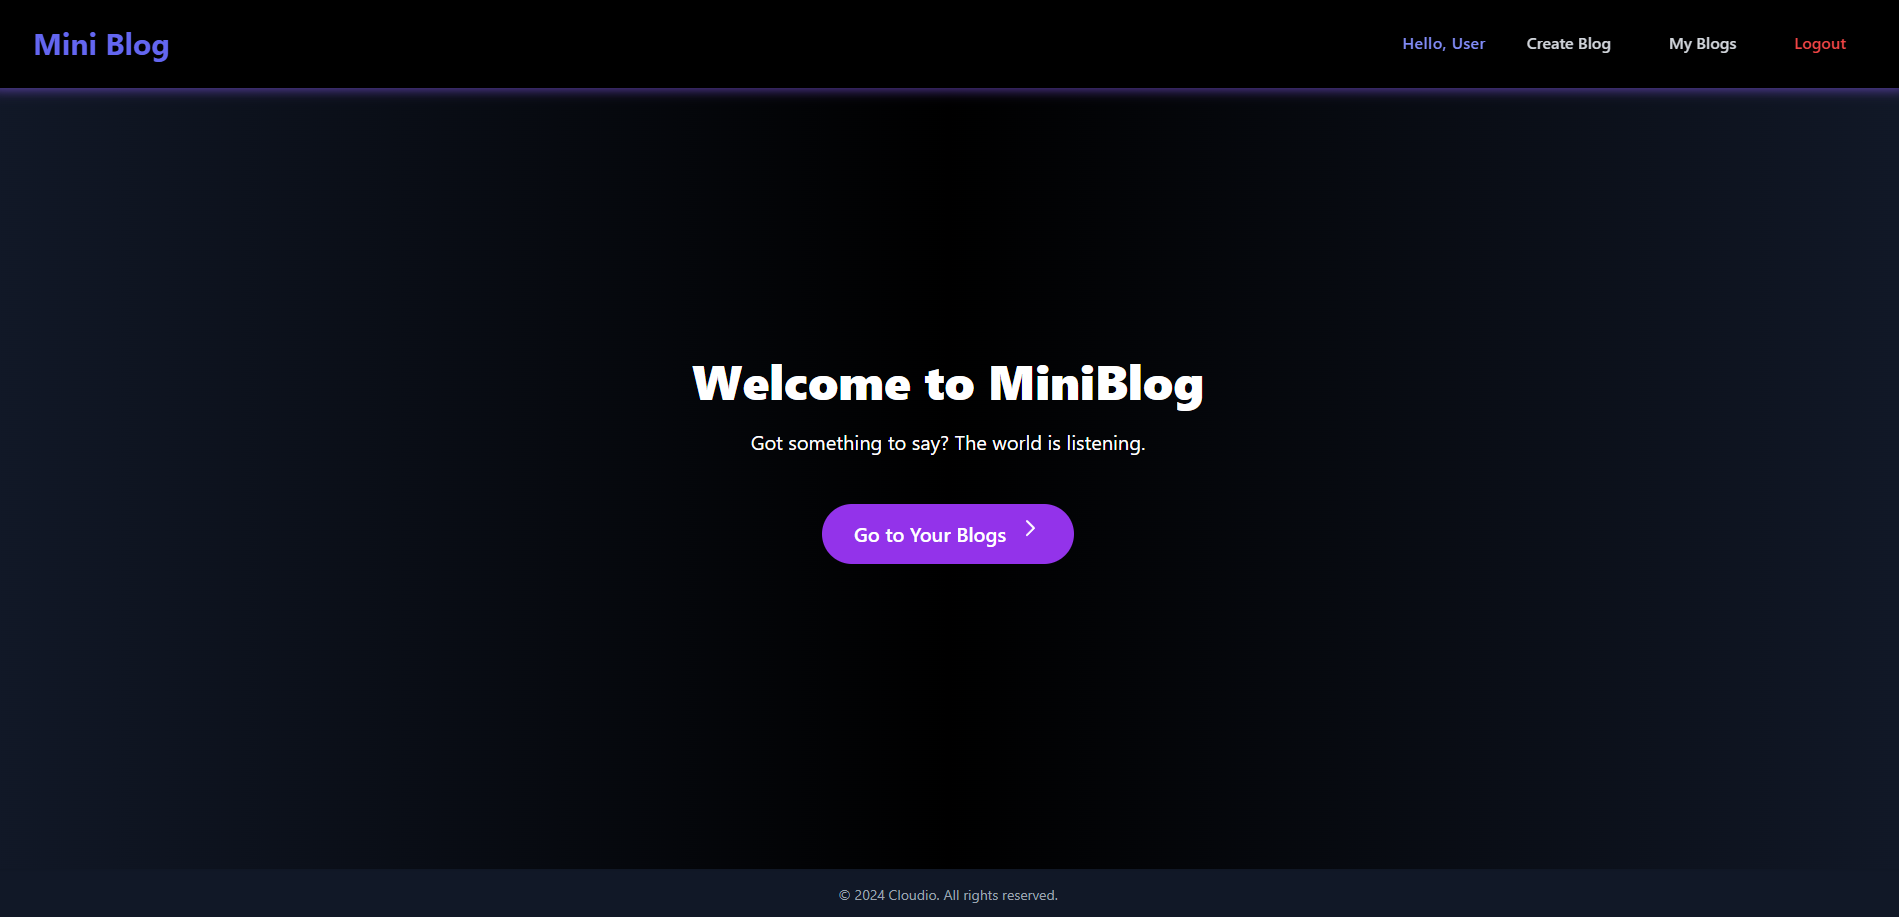 Mini Blog
Hello, User
Create Blog
My Blogs
Logout
Welcome to MiniBlog
Got something to say? The world is listening.
Go to Your Blogs
© 2024 Cloudio. All rights reserved.